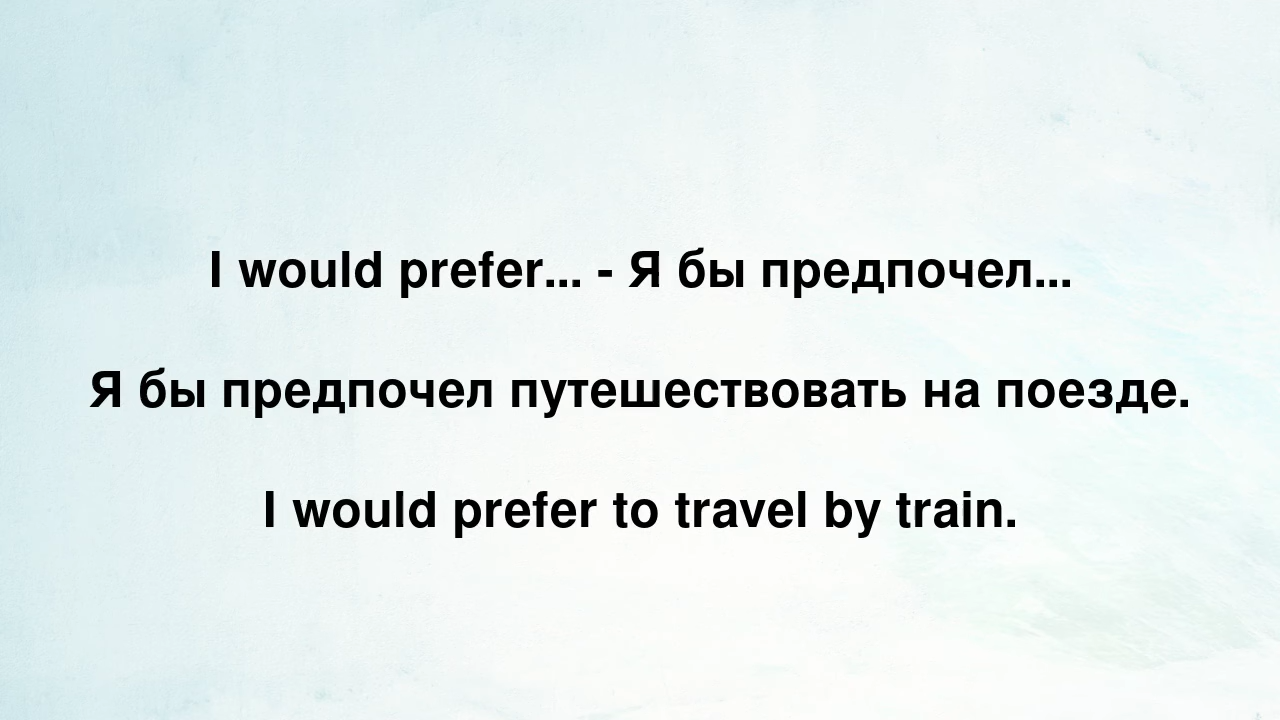 I would prefer... - Я бы предпочел...
Я бы предпочел путешествовать на поезде.
I would prefer to travel by train.